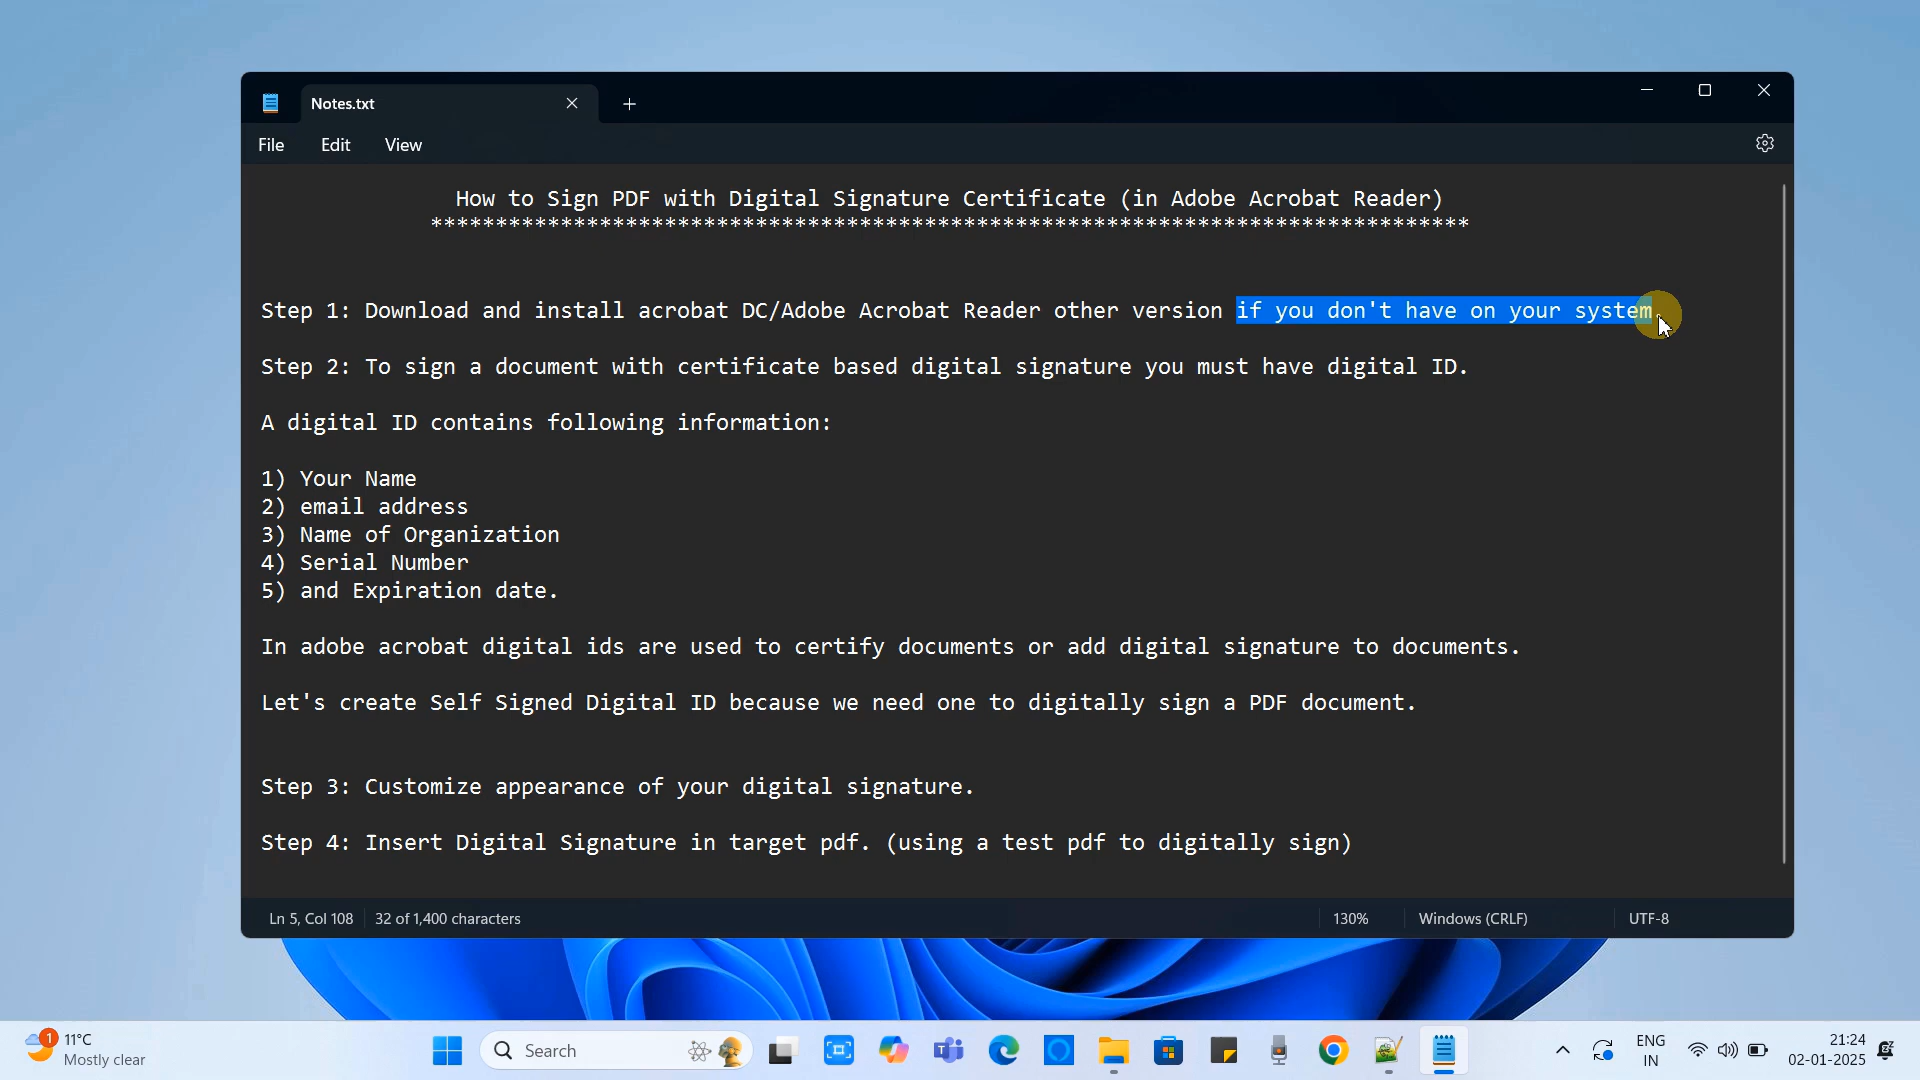 Notes.txt
File Edit View
How to Sign PDF with Digital Signature Certificate (in Adobe Acrobat Reader)
********************************************************************************
Step 1: Download and install acrobat DC/Adobe Acrobat Reader other version if you don't have on your system.
Step 2: To sign a document with certificate based digital signature you must have digital ID.
A digital ID contains following information:
1) Your Name
2) email address
3) Name of Organization
4) Serial Number
5) and Expiration date.
In adobe acrobat digital ids are used to certify documents or add digital signature to documents.
Let's create Self Signed Digital ID because we need one to digitally sign a PDF document.
Step 3: Customize appearance of your digital signature.
Step 4: Insert Digital Signature in target pdf. (using a test pdf to digitally sign)
Ln 5, Col 108 32 of 1,400 characters 130% Windows (CRLF) UTF-8
1 11°C Search ENG 21:24
Mostly clear IN 02-01-2025